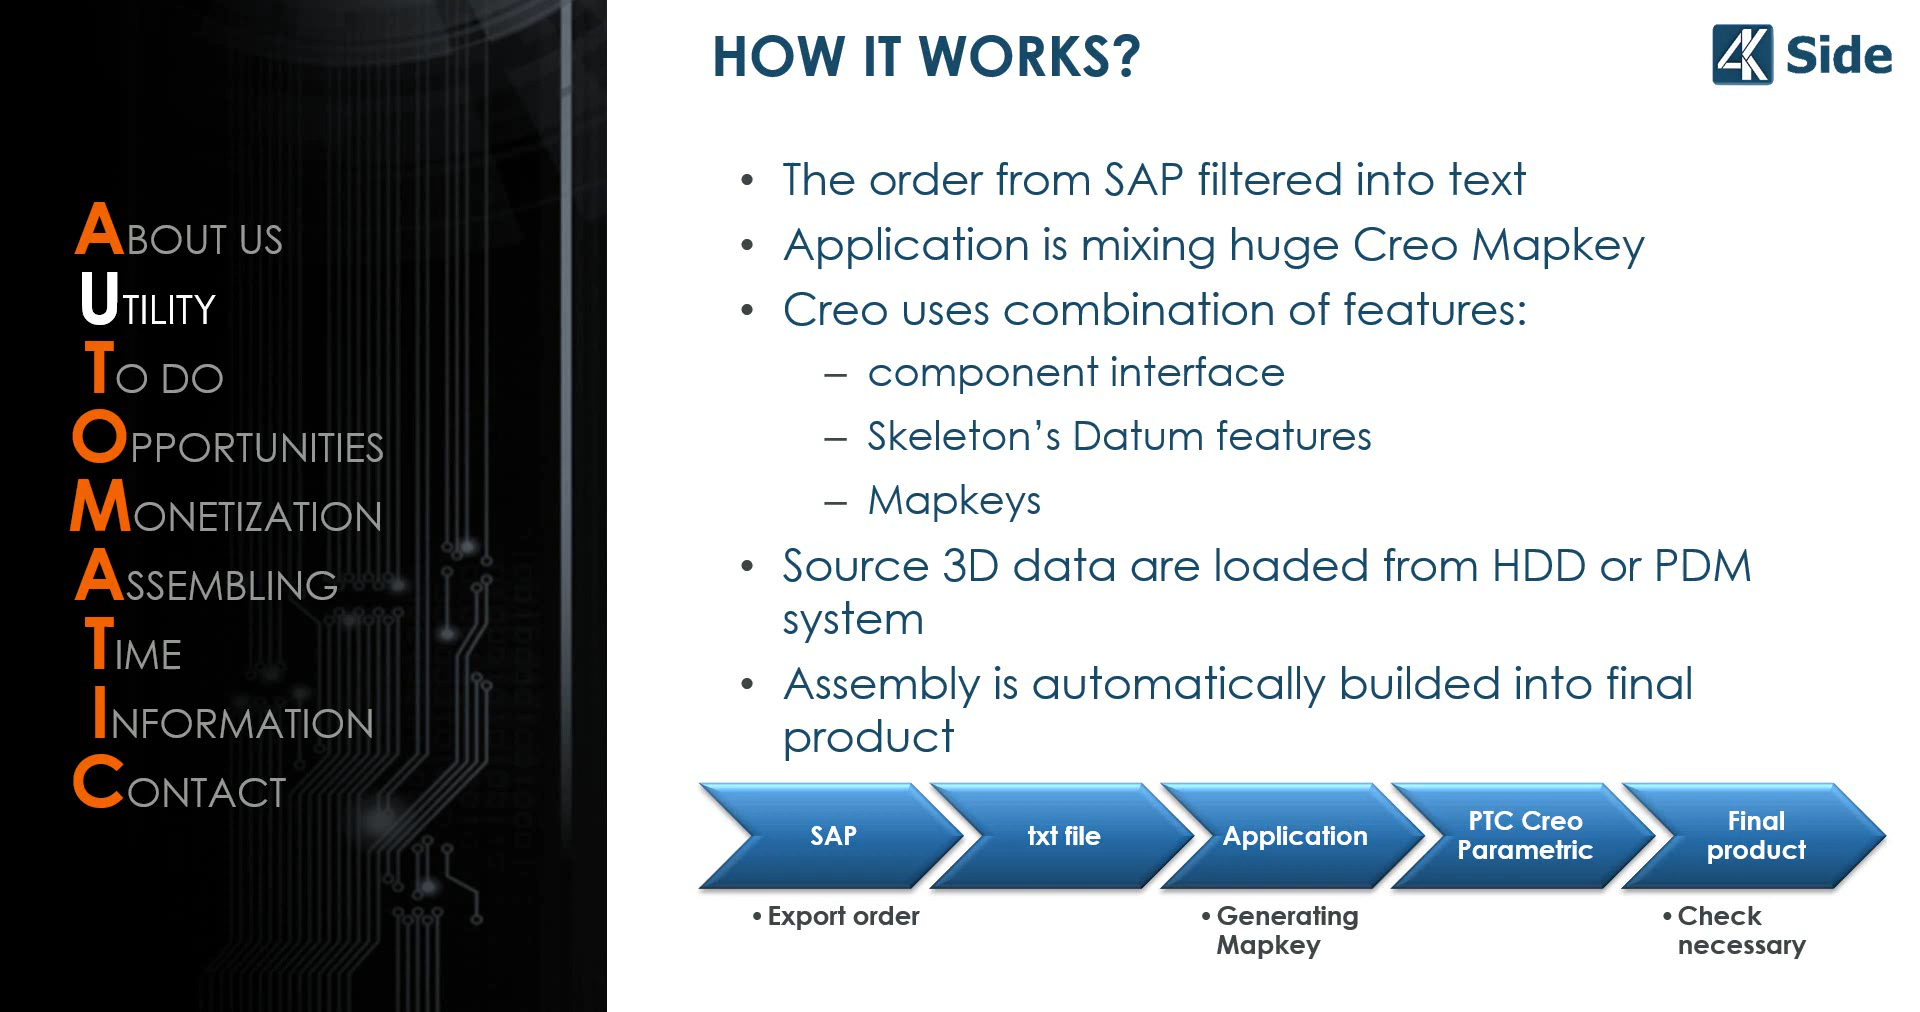 ABOUT US
UTILITY
TO DO
OPPORTUNITIES
MONETIZATION
ASSEMBLING
TIME
INFORMATION
CONTACT
HOW IT WORKS?
4K Side
• The order from SAP filtered into text
• Application is mixing huge Creo Mapkey
• Creo uses combination of features:
– component interface
– Skeleton’s Datum features
– Mapkeys
• Source 3D data are loaded from HDD or PDM
system
• Assembly is automatically builded into final
product
SAP
txt file
Application
PTC Creo
Parametric
Final
product
• Export order
• Generating
Mapkey
• Check
necessary